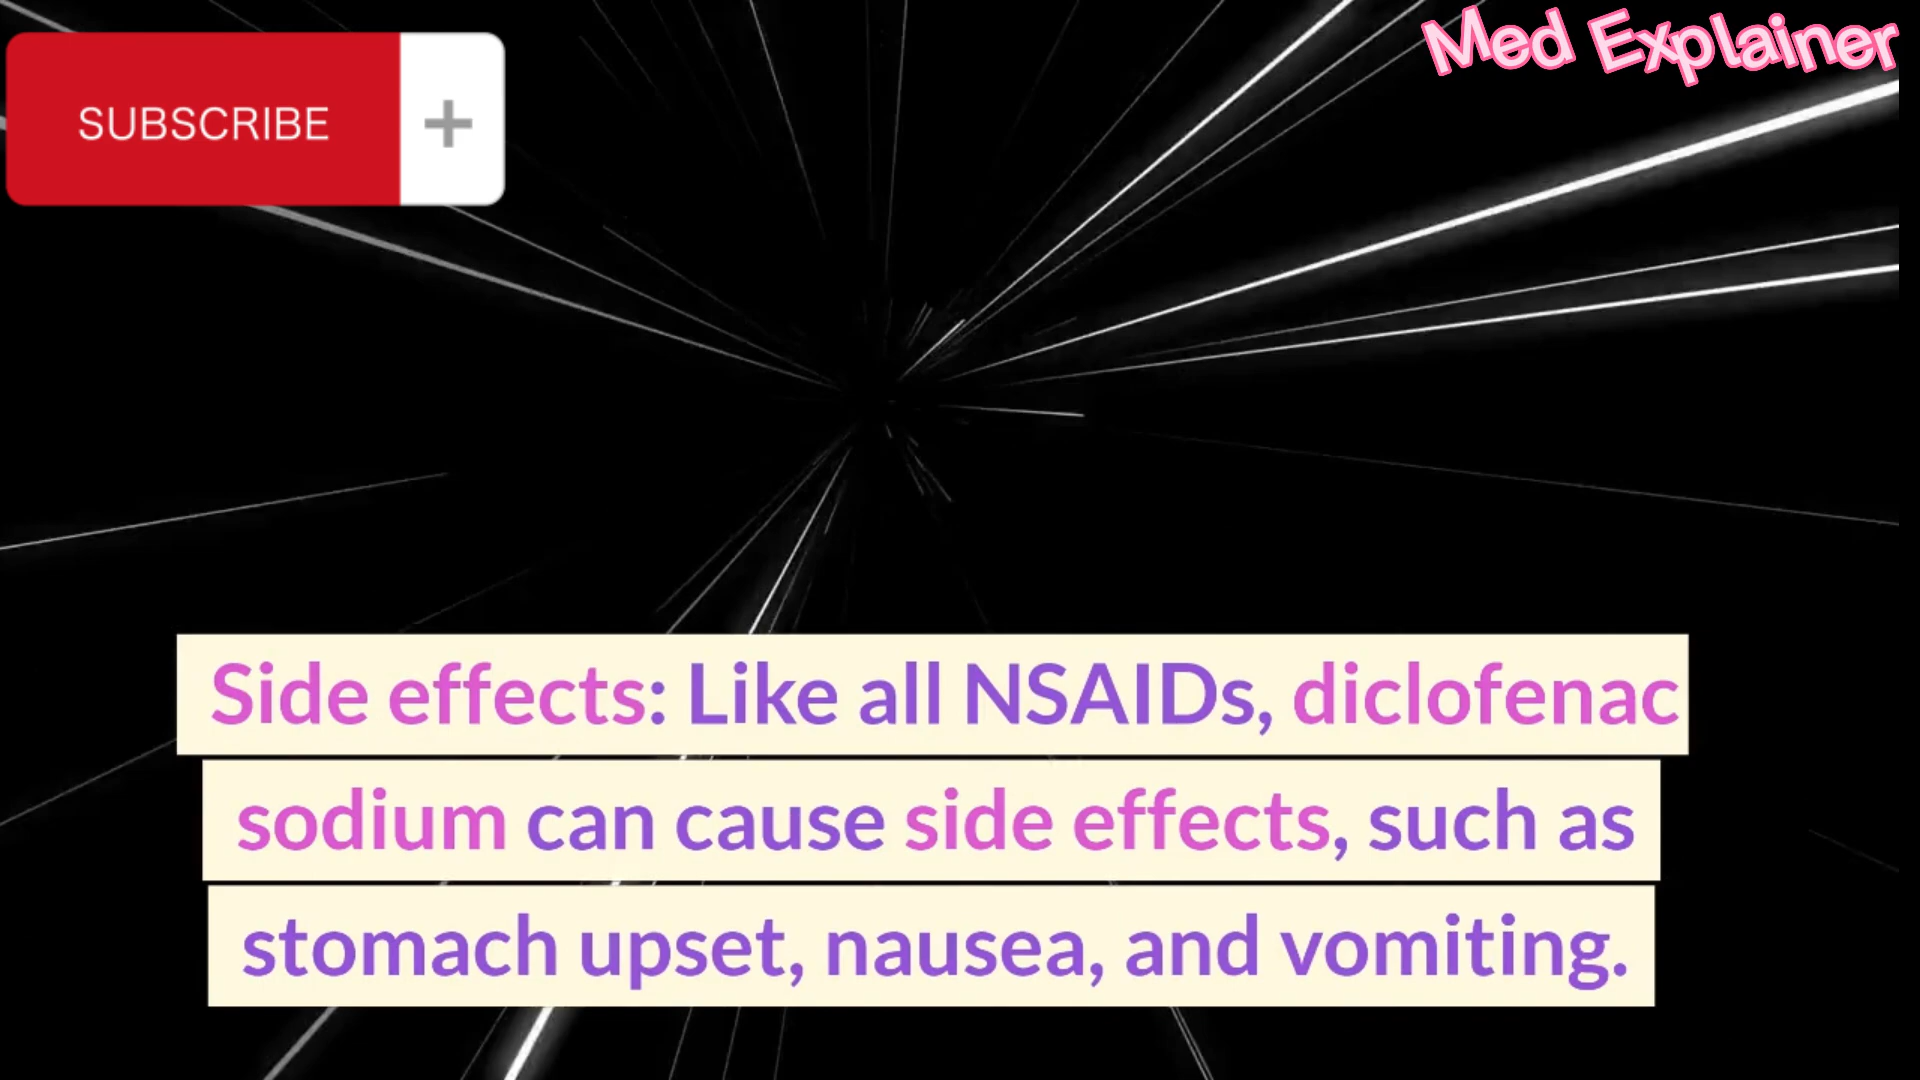 SUBSCRIBE +
Med Explainer
Side effects: Like all NSAIDs, diclofenac
sodium can cause side effects, such as
stomach upset, nausea, and vomiting.